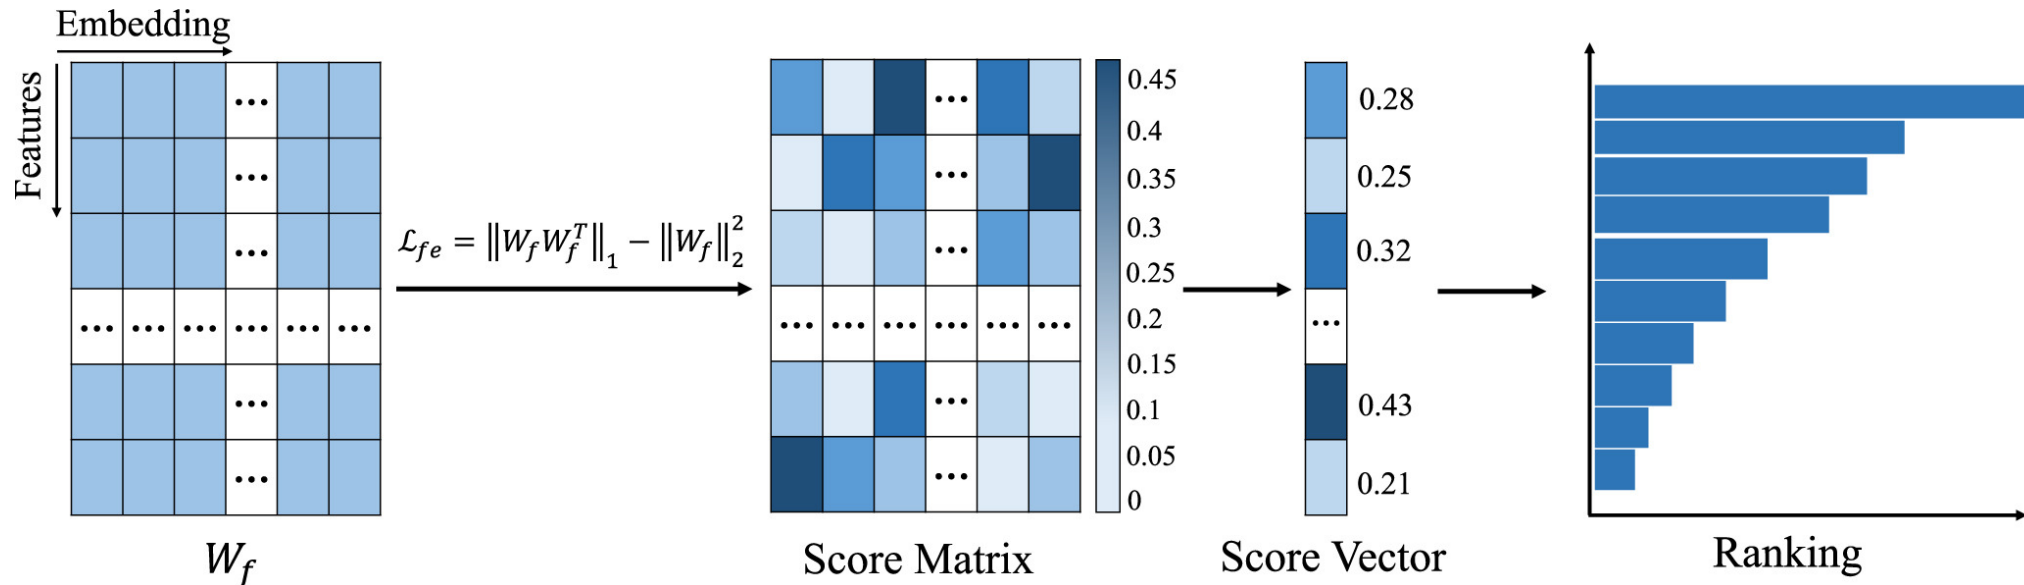 Embedding
Features
W_f
ℒ_{fe} = ‖W_f W_f^T‖_1 − ‖W_f‖_2^2
Score Matrix
0.45
0.4
0.35
0.3
0.25
0.2
0.15
0.1
0.05
0
0.28
0.25
0.32
...
0.43
0.21
Score Vector
Ranking